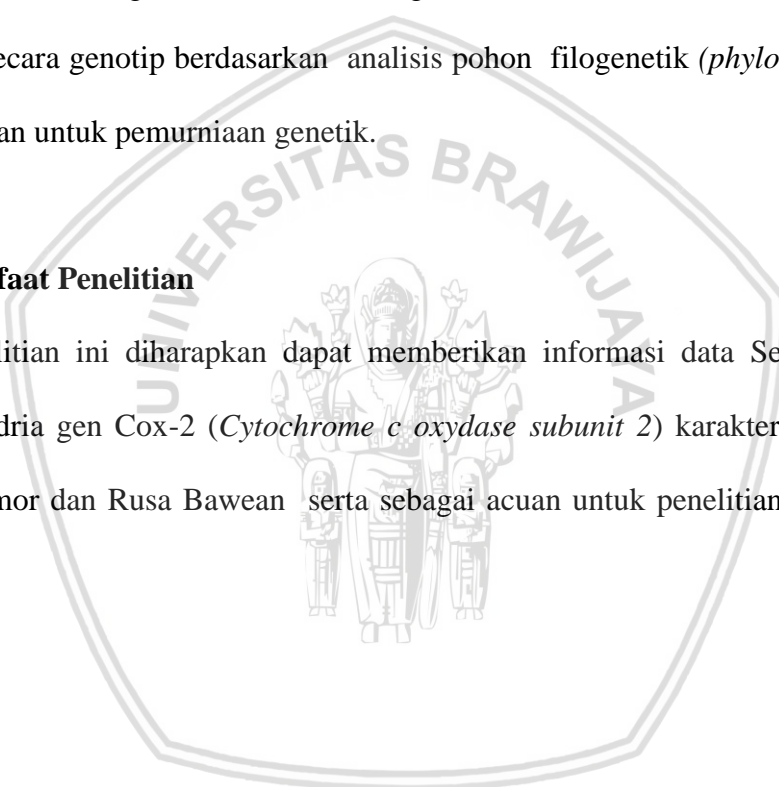 ecara genotip berdasarkan analisis pohon filogenetik (phylo
an untuk pemurniaan genetik.
UNIVERSITAS BRAWIJAYA
faat Penelitian
litian ini diharapkan dapat memberikan informasi data Se
dria gen Cox-2 (Cytochrome c oxydase subunit 2) karakter
mor dan Rusa Bawean serta sebagai acuan untuk penelitian